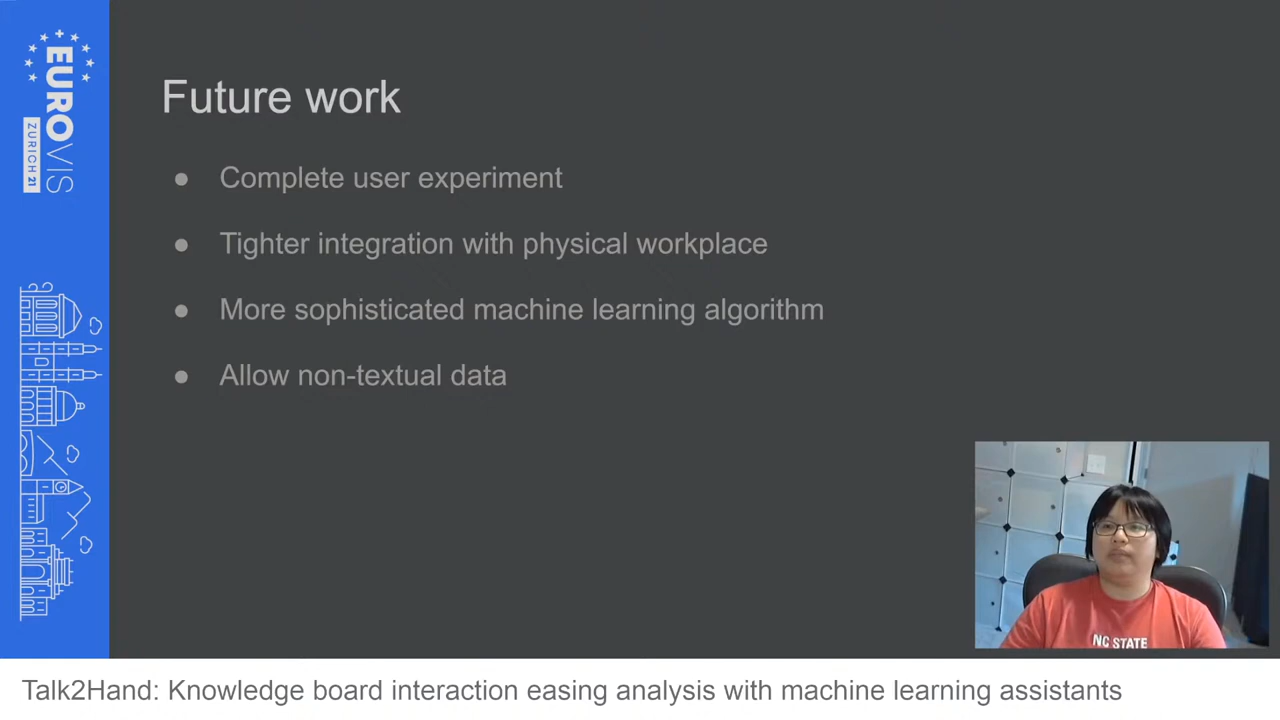 EUROVIS
ZURICH 21
Future work
● Complete user experiment
● Tighter integration with physical workplace
● More sophisticated machine learning algorithm
● Allow non-textual data
NC STATE
Talk2Hand: Knowledge board interaction easing analysis with machine learning assistants